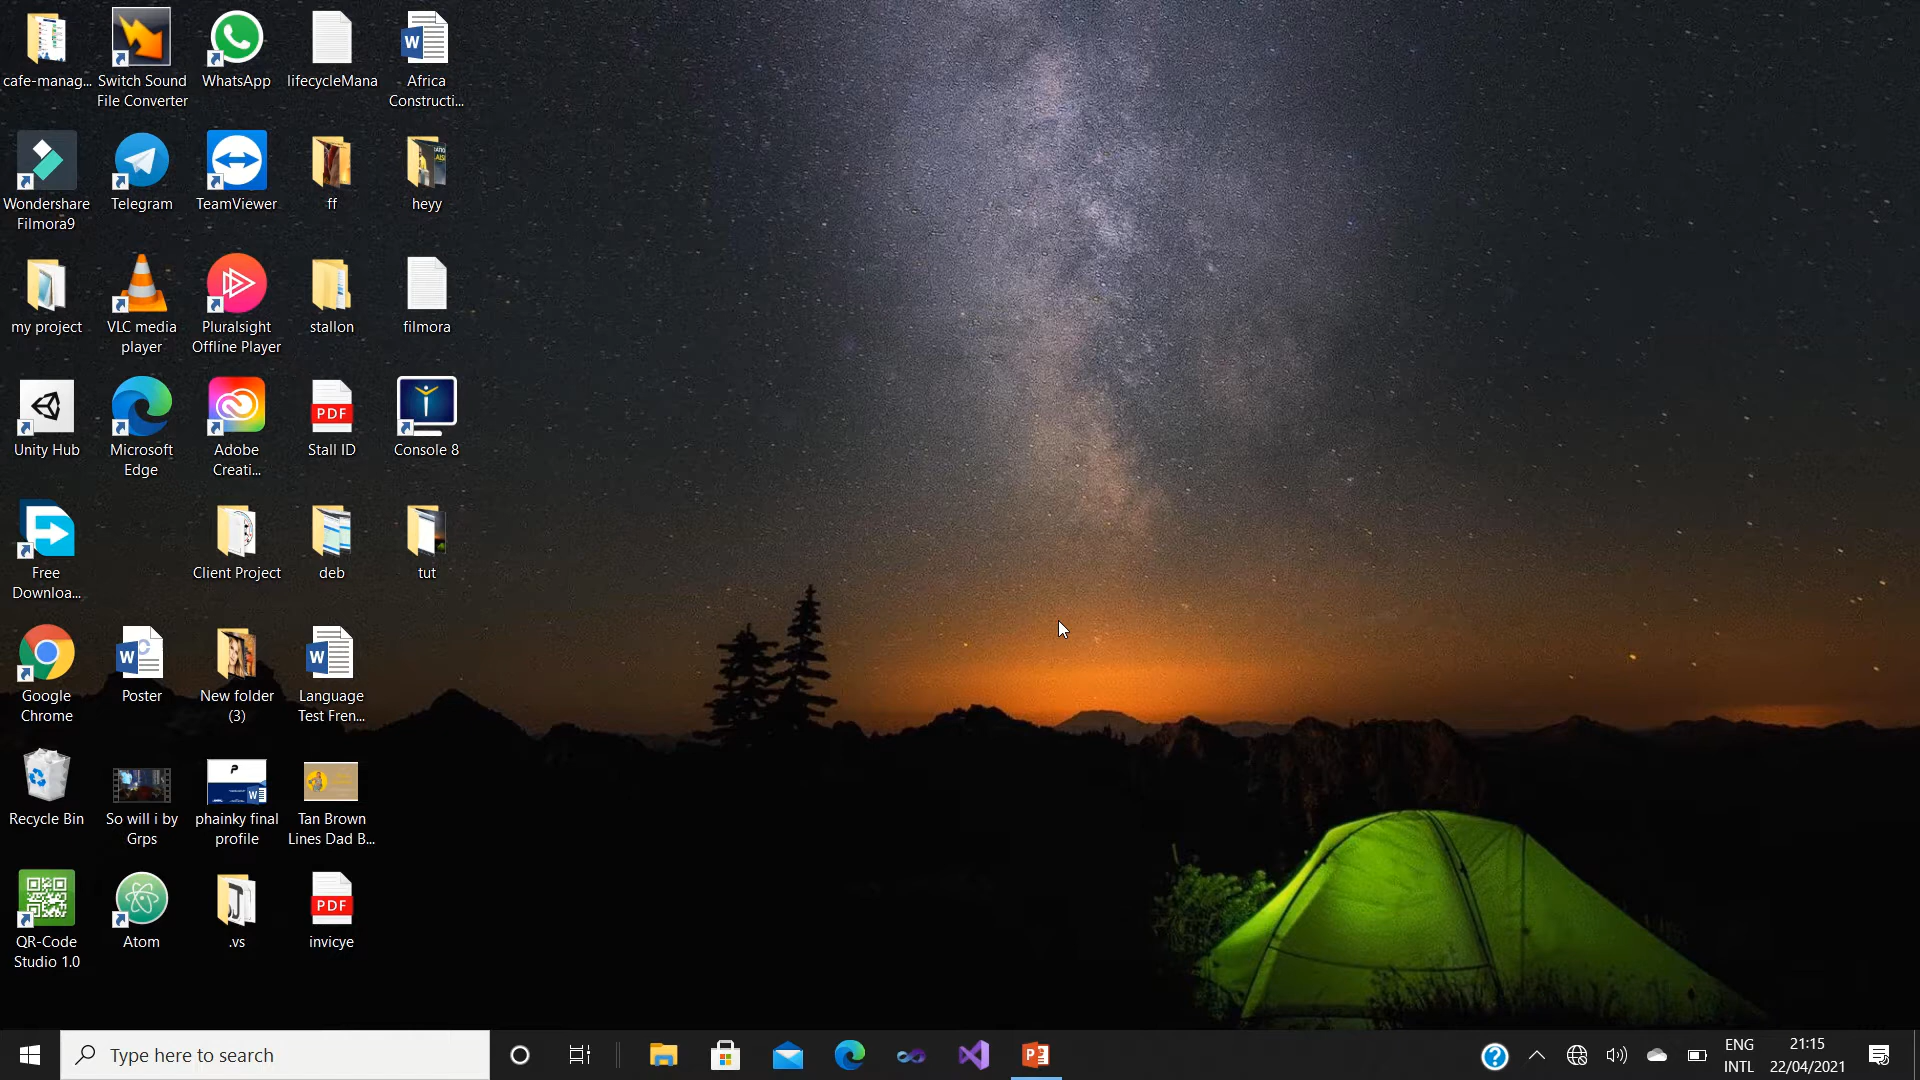 cafe-manag...
Switch Sound
File Converter
WhatsApp
lifecycleMana
Africa
Constructi...
Wondershare
Filmora9
Telegram
TeamViewer
ff
heyy
my project
VLC media
player
Pluralsight
Offline Player
stallon
filmora
Unity Hub
Microsoft
Edge
Adobe
Creati...
PDF
Stall ID
Console 8
Free
Downloa...
Client Project
deb
tut
Google
Chrome
Poster
New folder
(3)
Language
Test Fren...
Recycle Bin
So will i by
Grps
phainky final
profile
Tan Brown
Lines Dad B...
QR-Code
Studio 1.0
Atom
.vs
PDF
invicye
Type here to search
ENG
INTL
21:15
22/04/2021